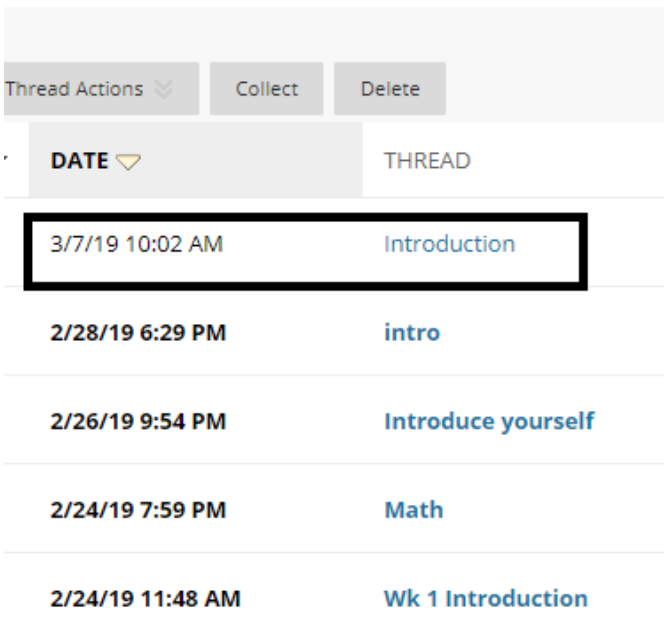 Thread Actions Collect Delete
DATE THREAD
3/7/19 10:02 AM Introduction
2/28/19 6:29 PM intro
2/26/19 9:54 PM Introduce yourself
2/24/19 7:59 PM Math
2/24/19 11:48 AM Wk 1 Introduction